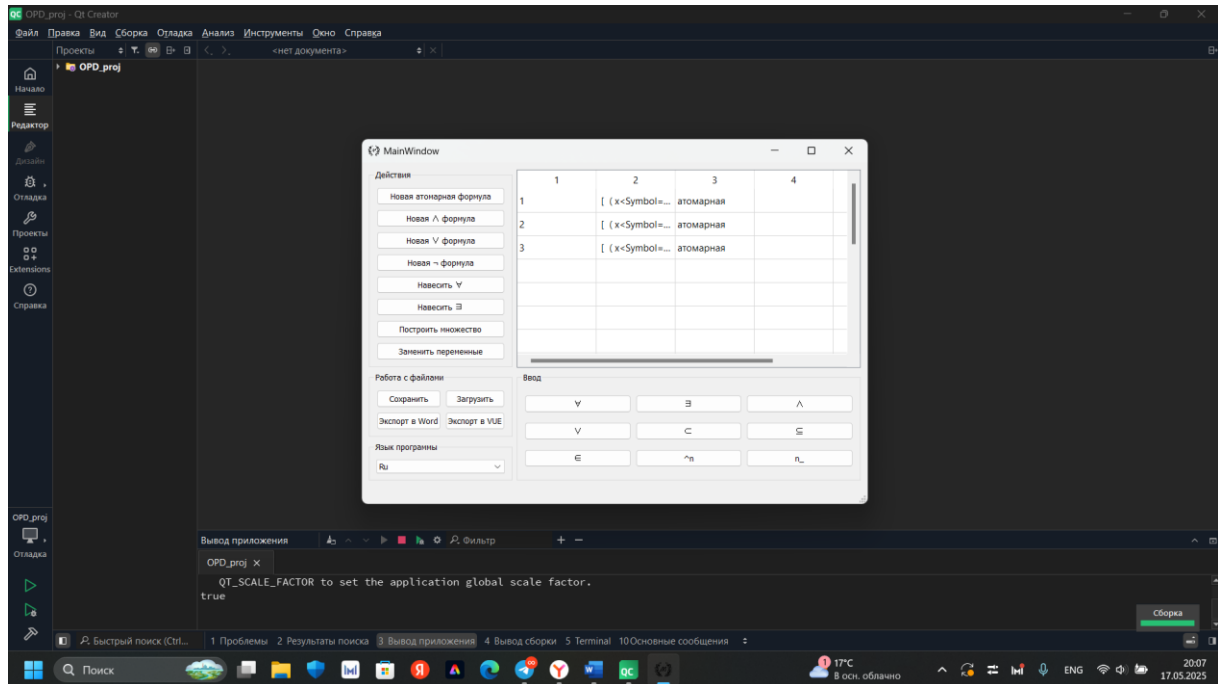 OPD_proj - Qt Creator
Файл Правка Вид Сборка Отладка Анализ Инструменты Окно Справка
Проекты <нет документа>
OPD_proj
Начало
Редактор
Дизайн
Отладка
Проекты
Extensions
Справка
MainWindow
Действия
Новая атомарная формула
Новая ∧ формула
Новая ∨ формула
Новая ¬ формула
Навесить ∀
Навесить ∃
Построить множество
Заменить переменные
1 2 3 4
1 [ ( x<Symbol=... атомарная
2 [ ( x<Symbol=... атомарная
3 [ ( x<Symbol=... атомарная
Работа с файлами
Сохранить Загрузить
Экспорт в Word Экспорт в VUE
Язык программы
Ru
Ввод
∀ ∃ ∧
∨ ⊂ ⊆
∈ ^n n_
OPD_proj
Отладка
Вывод приложения Фильтр + −
OPD_proj
QT_SCALE_FACTOR to set the application global scale factor.
true
Сборка
Быстрый поиск (Ctrl... 1 Проблемы 2 Результаты поиска 3 Вывод приложения 4 Вывод сборки 5 Terminal 10 Основные сообщения
Поиск
1 17°C
В осн. облачно
ENG
20:07
17.05.2025